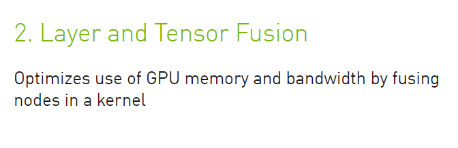 2. Layer and Tensor Fusion
Optimizes use of GPU memory and bandwidth by fusing
nodes in a kernel